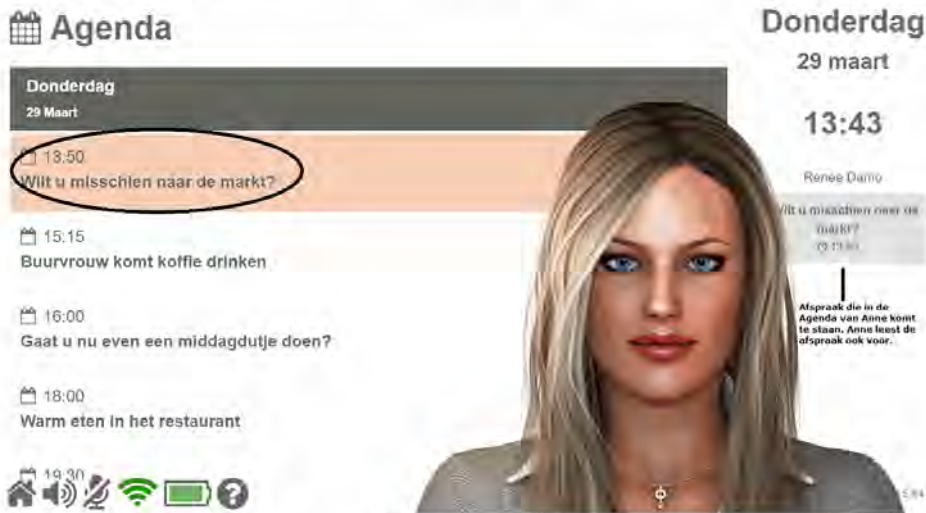 Agenda
Donderdag
29 Maart
13:50
Wilt u misschien naar de markt?
15:15
Buurvrouw komt koffie drinken
16:00
Gaat u nu even een middagdutje doen?
18:00
Warm eten in het restaurant
19:30
Donderdag
29 maart
13:43
Renee Damo
Wilt u misschien naar de
markt?
Afspraak die in de
Agenda van Anne komt
te staan. Anne leest de
afspraak ook voor.